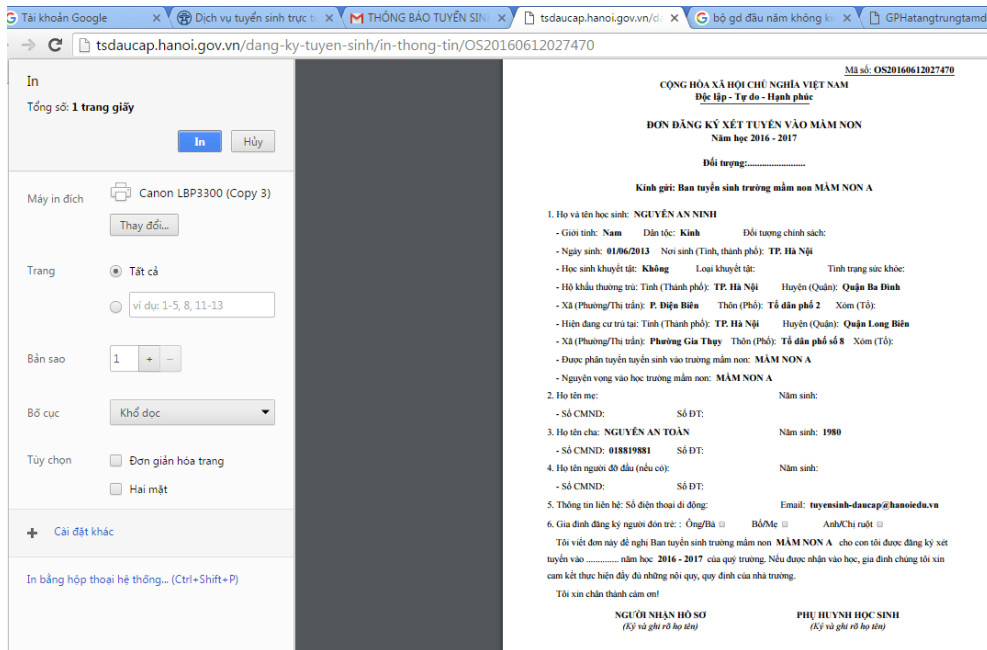 Tài khoản Google
Dịch vụ tuyển sinh trực t
THÔNG BÁO TUYỂN SIN
tsdaucap.hanoi.gov.vn/d
bộ gd đầu năm không k
GPHatangtrungtamd
tsdaucap.hanoi.gov.vn/dang-ky-tuyen-sinh/in-thong-tin/OS20160612027470
In
Tổng số: 1 trang giấy
In Hủy
Máy in đích Canon LBP3300 (Copy 3)
Thay đổi...
Trang Tất cả
ví dụ: 1-5, 8, 11-13
Bản sao 1 + −
Bố cục Khổ dọc
Tùy chọn Đơn giản hóa trang
Hai mặt
+ Cài đặt khác
In bằng hộp thoại hệ thống... (Ctrl+Shift+P)
Mã số: OS20160612027470
CỘNG HÒA XÃ HỘI CHỦ NGHĨA VIỆT NAM
Độc lập - Tự do - Hạnh phúc
ĐƠN ĐĂNG KÝ XÉT TUYỂN VÀO MẦM NON
Năm học 2016 - 2017
Đối tượng:........................
Kính gửi: Ban tuyển sinh trường mầm non MẦM NON A
1. Họ và tên học sinh: NGUYỄN AN NINH
- Giới tính: Nam Dân tộc: Kinh Đối tượng chính sách:
- Ngày sinh: 01/06/2013 Nơi sinh (Tỉnh, thành phố): TP. Hà Nội
- Học sinh khuyết tật: Không Loại khuyết tật: Tình trạng sức khỏe:
- Hộ khẩu thường trú: Tỉnh (Thành phố): TP. Hà Nội Huyện (Quận): Quận Ba Đình
- Xã (Phường/Thị trấn): P. Điện Biên Thôn (Phố): Tổ dân phố 2 Xóm (Tổ):
- Hiện đang cư trú tại: Tỉnh (Thành phố): TP. Hà Nội Huyện (Quận): Quận Long Biên
- Xã (Phường/Thị trấn): Phường Gia Thụy Thôn (Phố): Tổ dân phố số 8 Xóm (Tổ):
- Được phân tuyến tuyển sinh vào trường mầm non: MẦM NON A
- Nguyện vọng vào học trường mầm non: MẦM NON A
2. Họ tên mẹ: Năm sinh:
- Số CMND: Số ĐT:
3. Họ tên cha: NGUYỄN AN TOÀN Năm sinh: 1980
- Số CMND: 018819881 Số ĐT:
4. Họ tên người đỡ đầu (nếu có): Năm sinh:
- Số CMND: Số ĐT:
5. Thông tin liên hệ: Số điện thoại di động: Email: tuyensinh-daucap@hanoiedu.vn
6. Gia đình đăng ký người đón trẻ: : Ông/Bà Bố/Mẹ Anh/Chị ruột
Tôi viết đơn này đề nghị Ban tuyển sinh trường mầm non MẦM NON A cho con tôi được đăng ký xét
tuyển vào .............. năm học 2016 - 2017 của quý trường. Nếu được nhận vào học, gia đình chúng tôi xin
cam kết thực hiện đầy đủ những nội quy, quy định của nhà trường.
Tôi xin chân thành cảm ơn!
NGƯỜI NHẬN HỒ SƠ PHỤ HUYNH HỌC SINH
(Ký và ghi rõ họ tên) (Ký và ghi rõ họ tên)